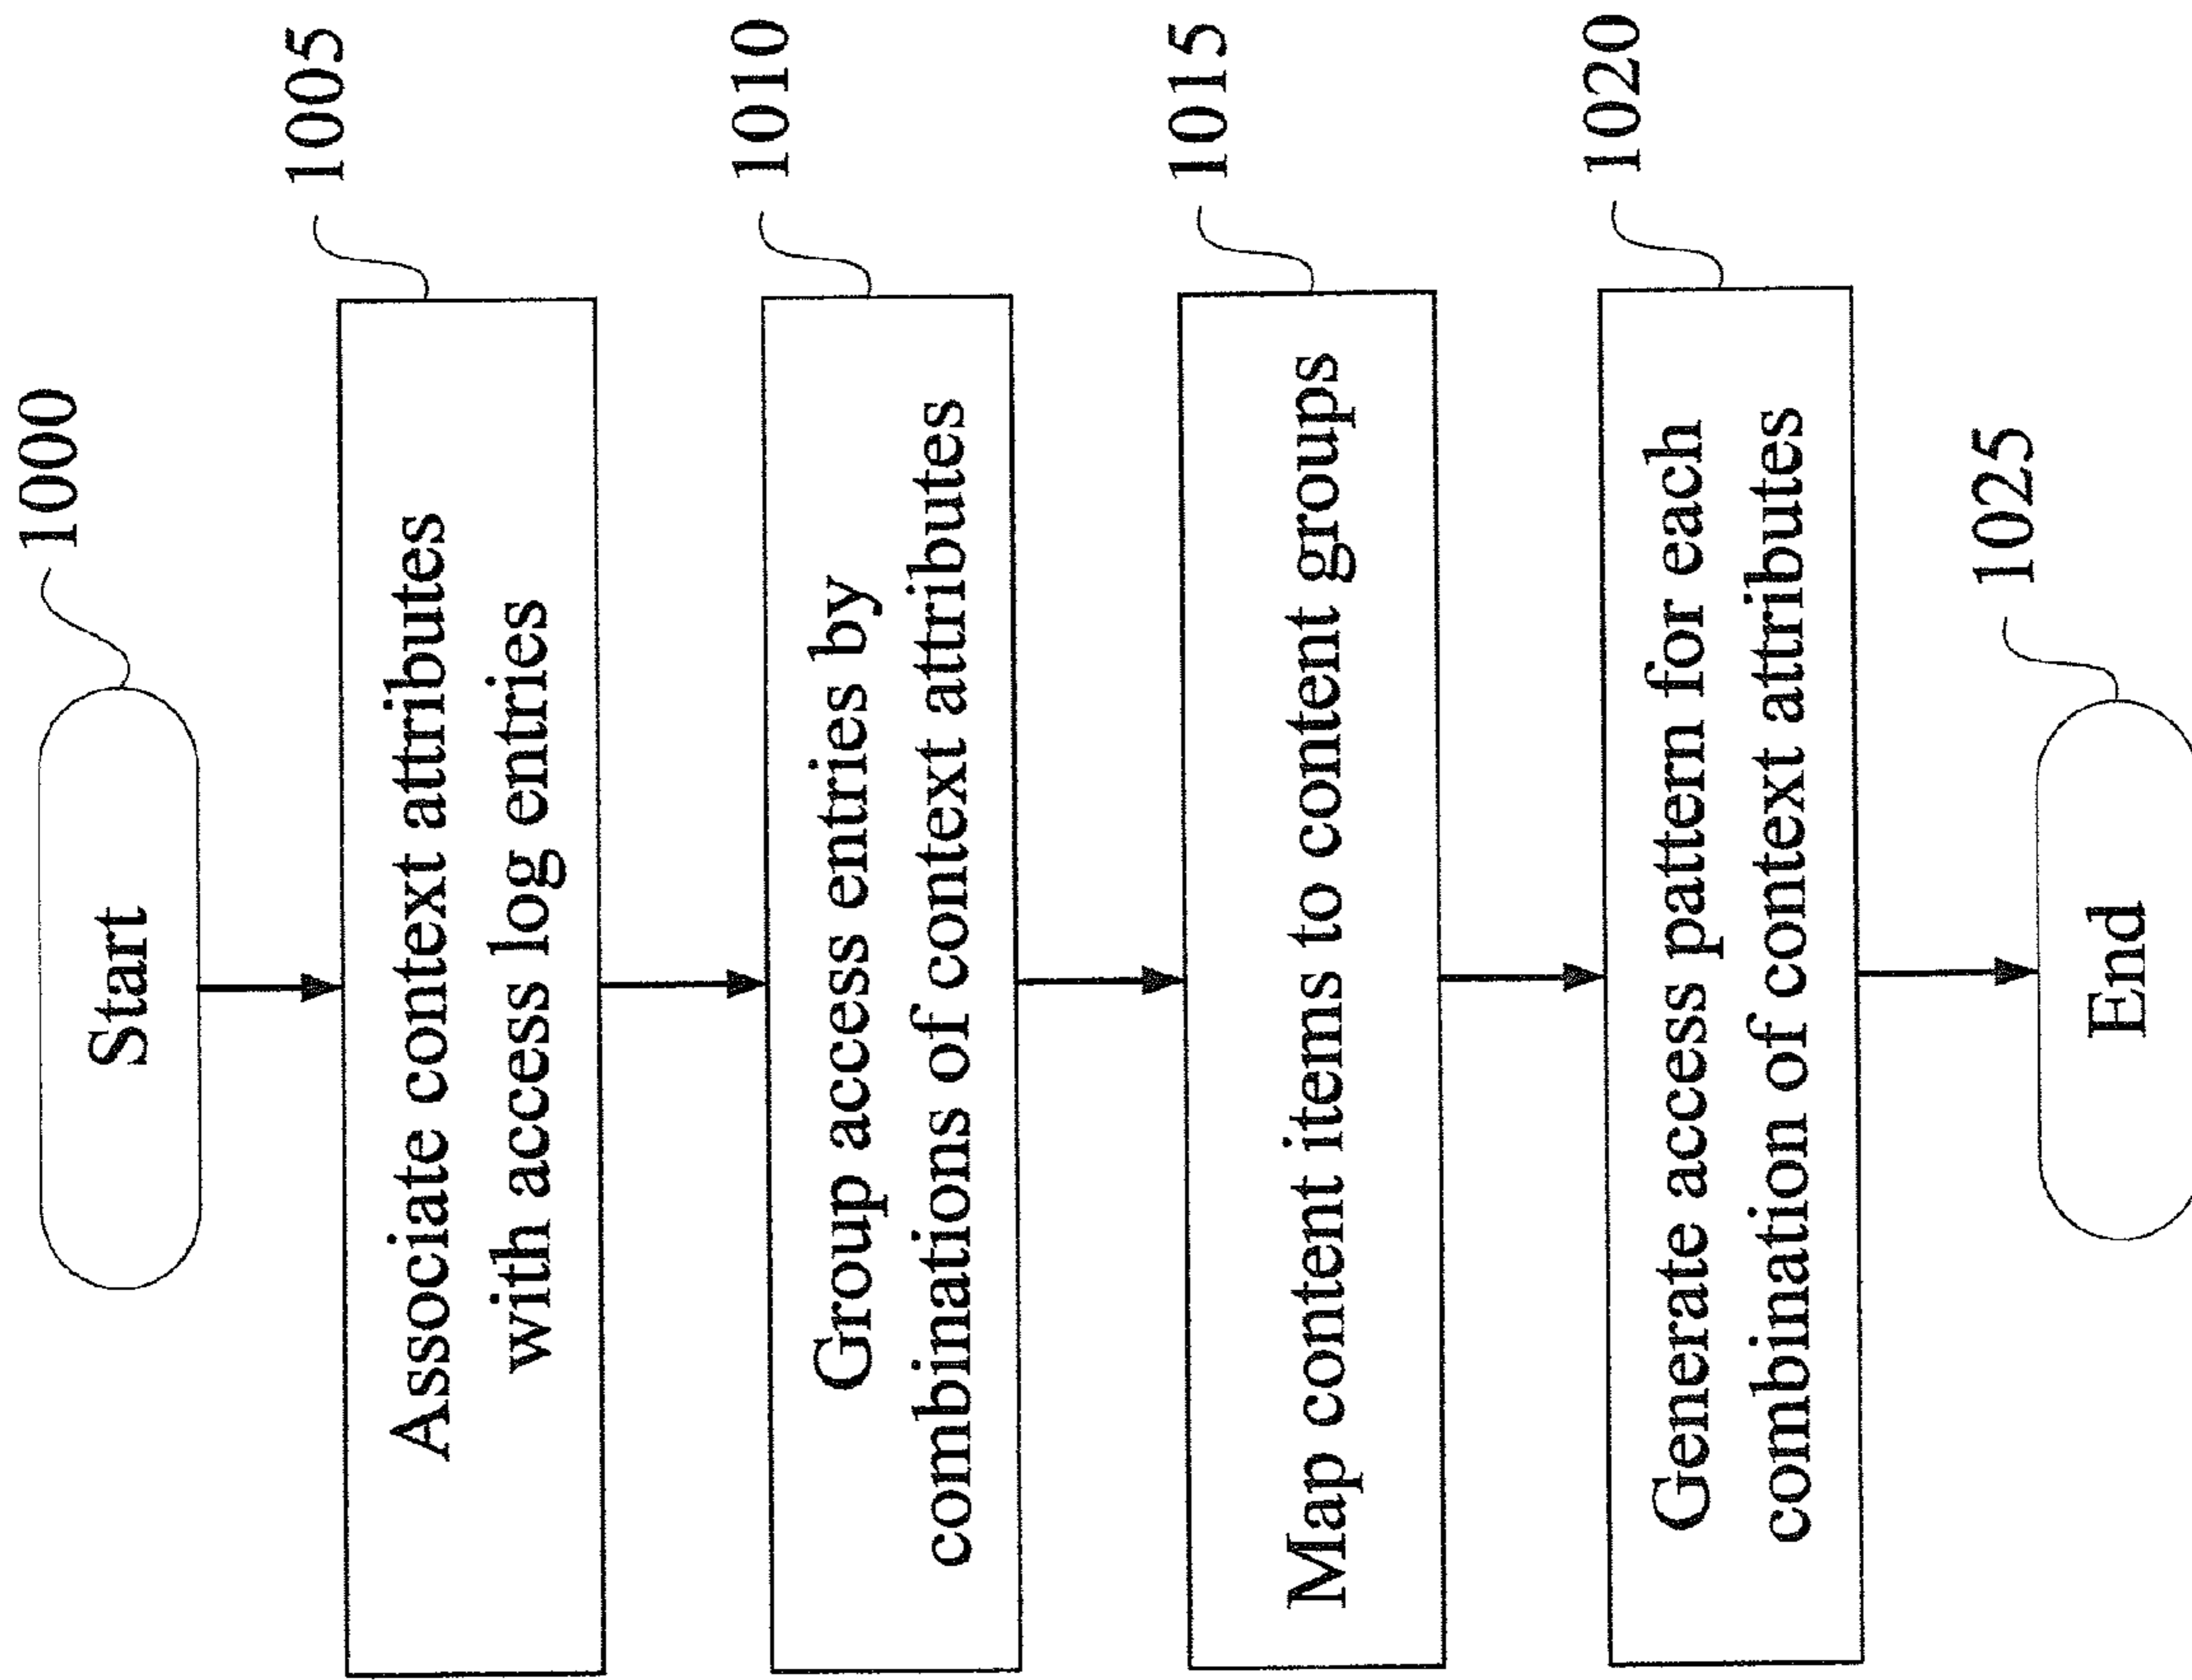 Start
1000
Associate context attributes
with access log entries
1005
Group access entries by
combinations of context attributes
1010
Map content items to content groups
1015
Generate access pattern for each
combination of context attributes
1020
End
1025